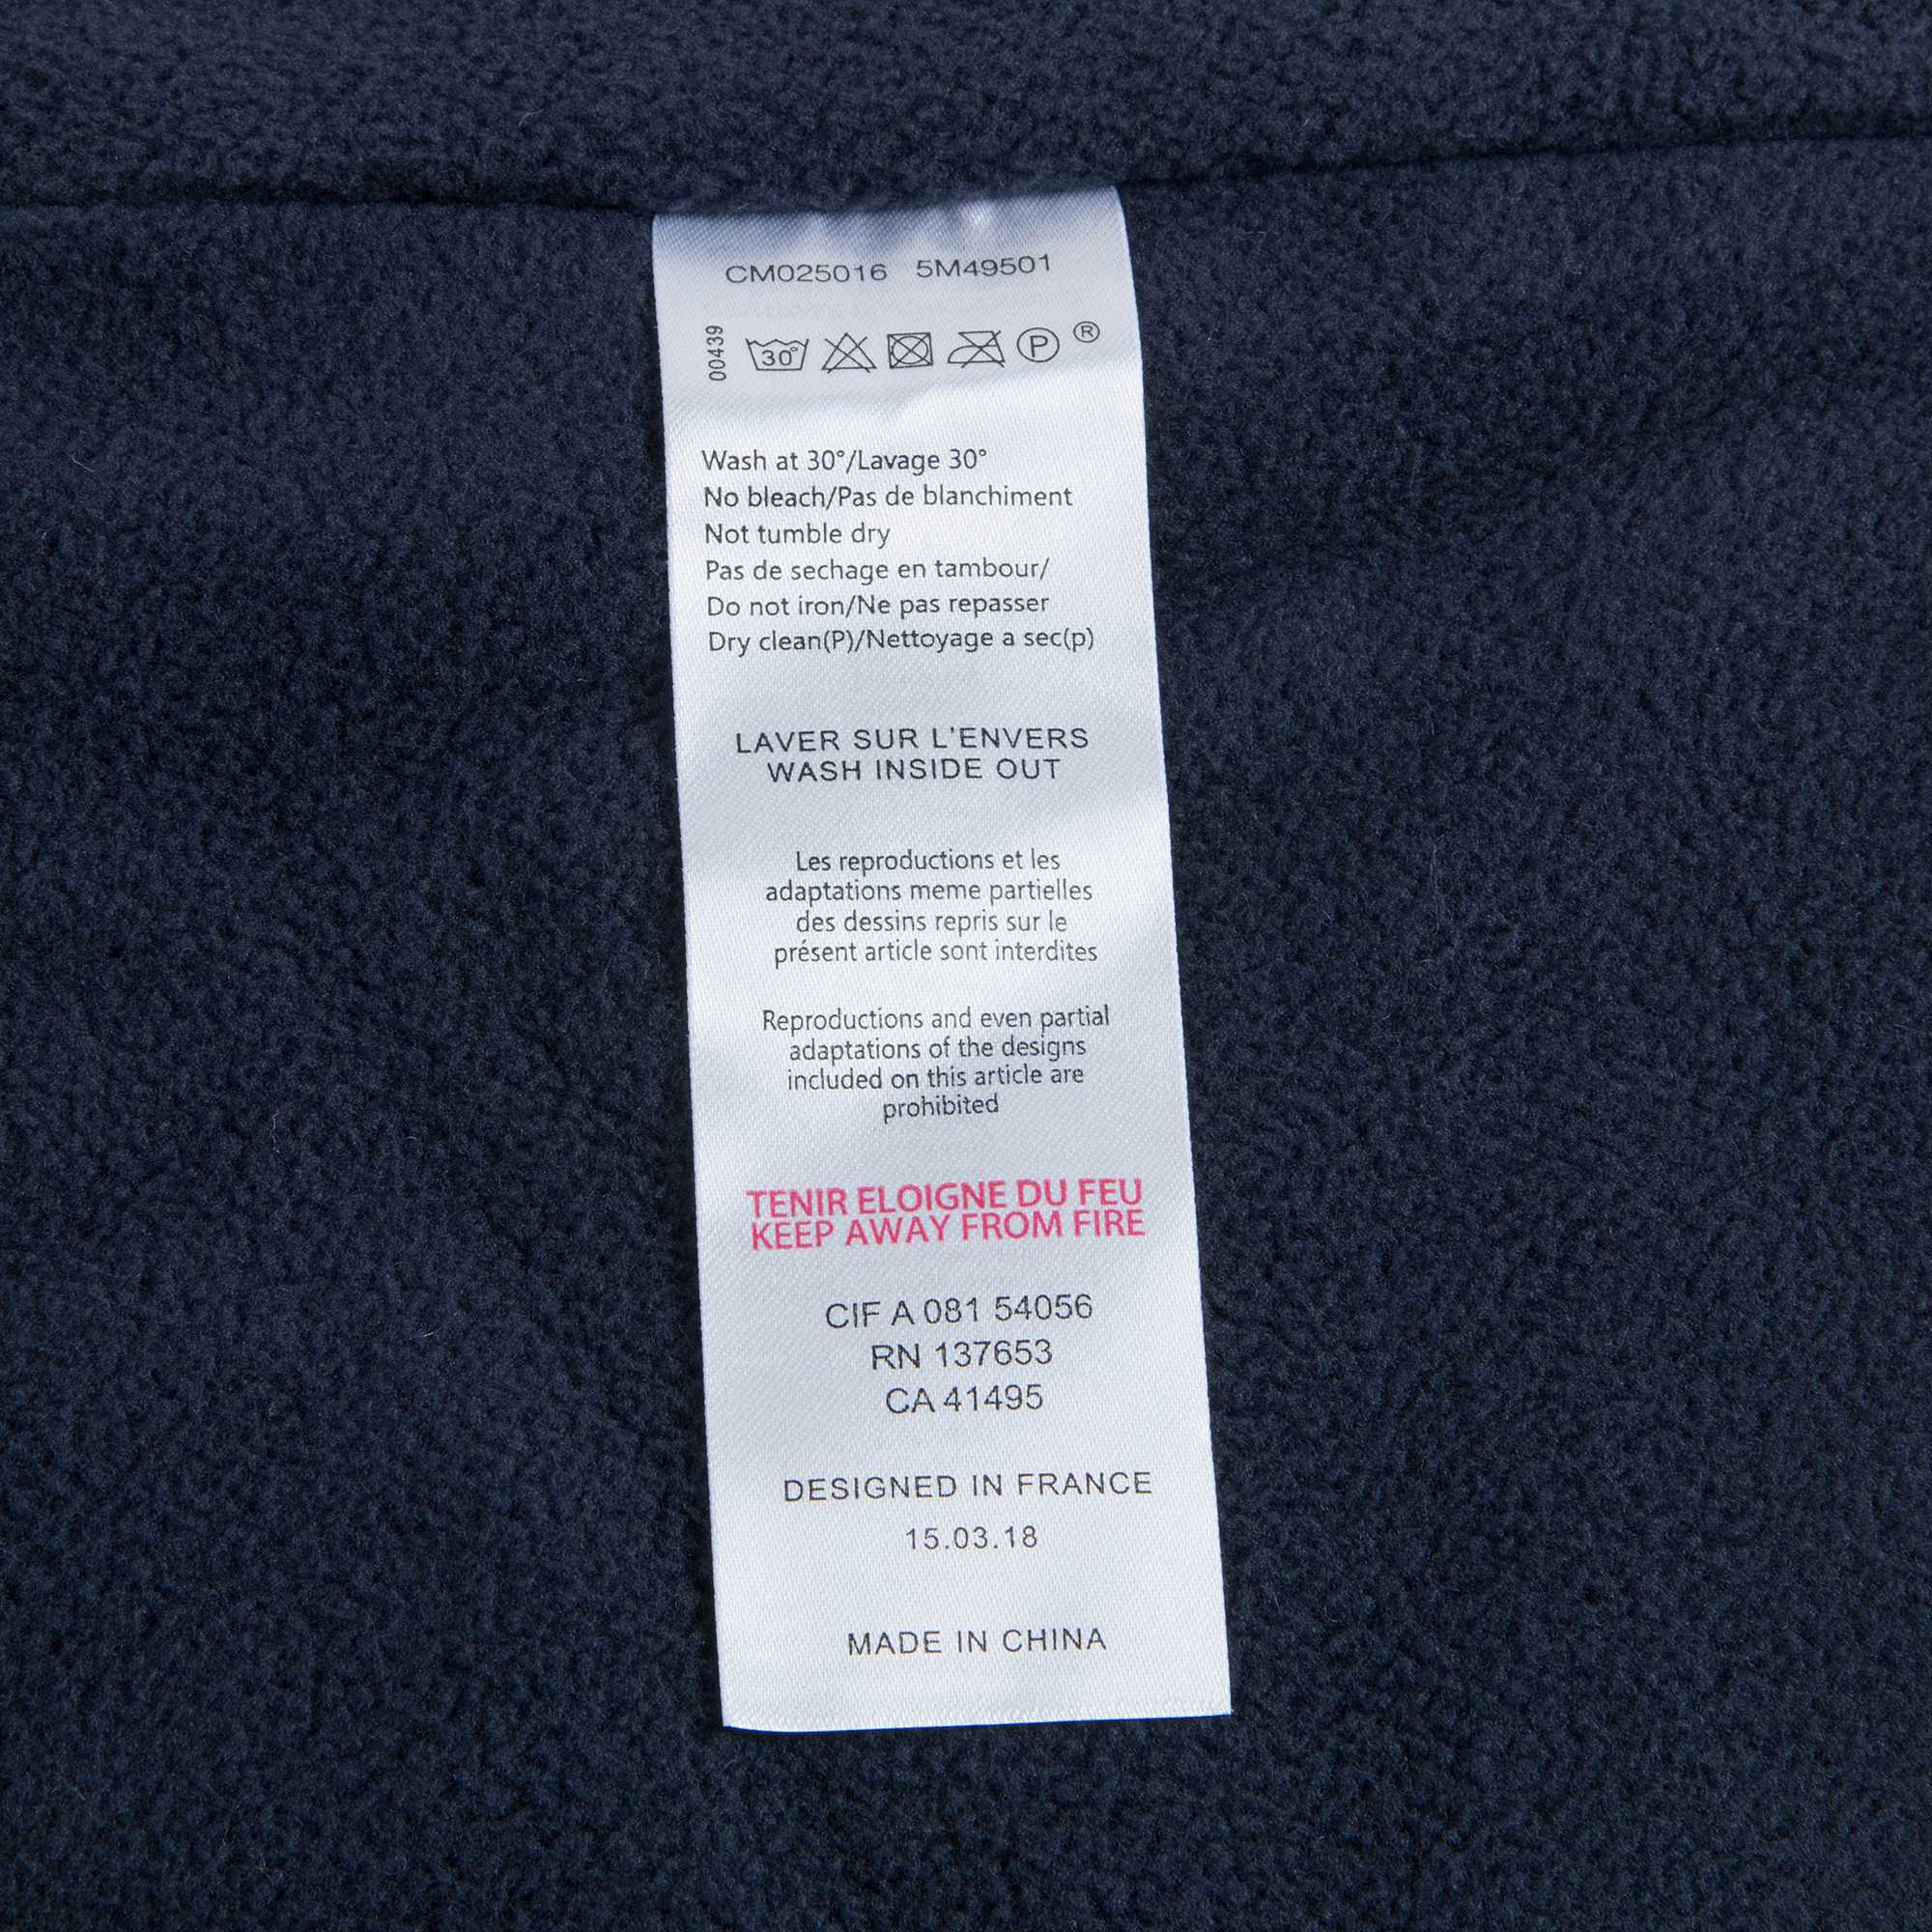 CM025016 5M49501
00439
30° P ®
Wash at 30°/Lavage 30°
No bleach/Pas de blanchiment
Not tumble dry
Pas de sechage en tambour/
Do not iron/Ne pas repasser
Dry clean(P)/Nettoyage a sec(p)
LAVER SUR L'ENVERS
WASH INSIDE OUT
Les reproductions et les
adaptations meme partielles
des dessins repris sur le
présent article sont interdites
Reproductions and even partial
adaptations of the designs
included on this article are
prohibited
TENIR ELOIGNE DU FEU
KEEP AWAY FROM FIRE
CIF A 081 54056
RN 137653
CA 41495
DESIGNED IN FRANCE
15.03.18
MADE IN CHINA